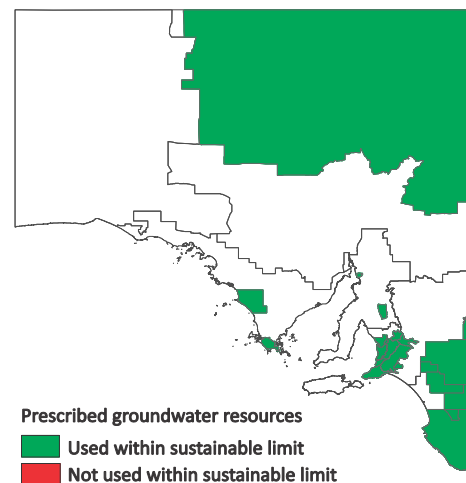 Prescribed groundwater resources
Used within sustainable limit
Not used within sustainable limit